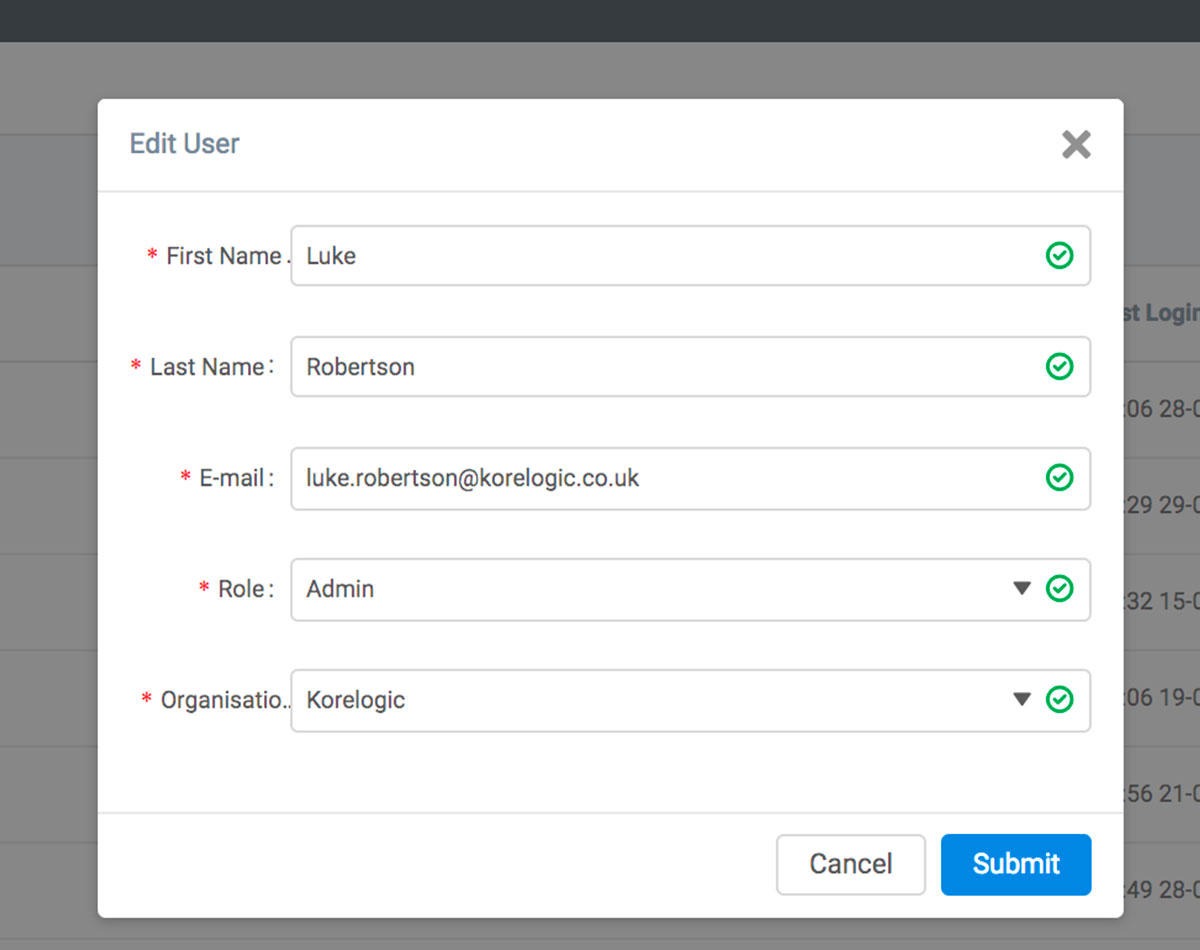 Edit User
* First Name .
Luke
* Last Name :
Robertson
* E-mail :
luke.robertson@korelogic.co.uk
* Role :
Admin
* Organisatio..
Korelogic
Cancel
Submit
st Login
:06 28-0
:29 29-0
:32 15-0
:06 19-0
:56 21-0
:49 28-0